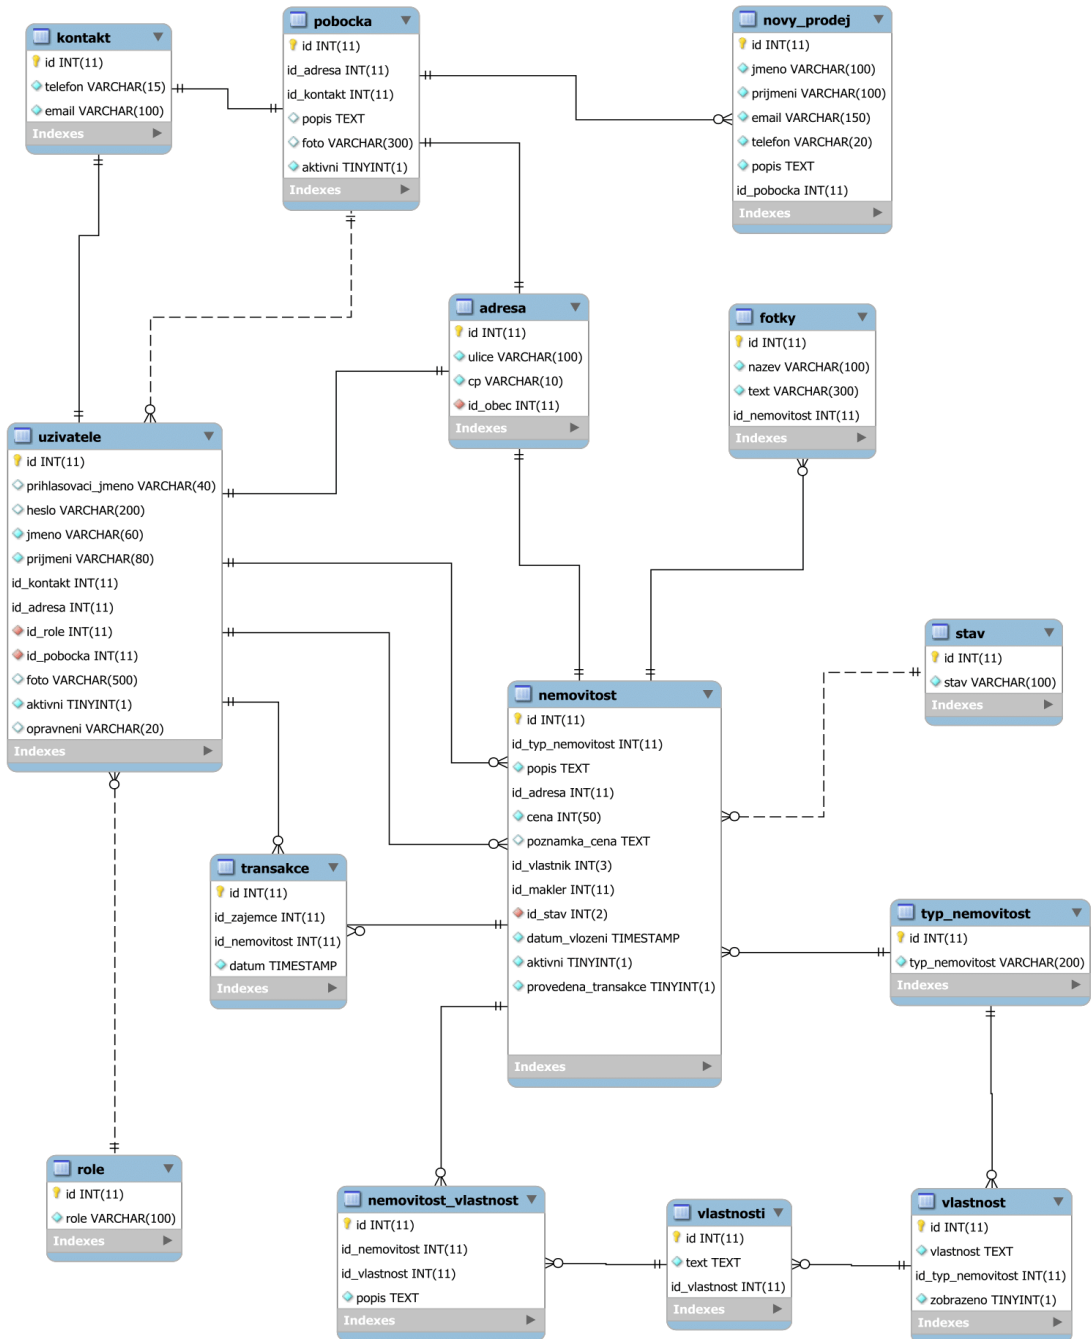 kontakt
id INT(11)
telefon VARCHAR(15)
email VARCHAR(100)
Indexes
pobocka
id INT(11)
id_adresa INT(11)
id_kontakt INT(11)
popis TEXT
foto VARCHAR(300)
aktivni TINYINT(1)
Indexes
novy_prodej
id INT(11)
jmeno VARCHAR(100)
prijmeni VARCHAR(100)
email VARCHAR(150)
telefon VARCHAR(20)
popis TEXT
id_pobocka INT(11)
Indexes
adresa
id INT(11)
ulice VARCHAR(100)
cp VARCHAR(10)
id_obec INT(11)
Indexes
fotky
id INT(11)
nazev VARCHAR(100)
text VARCHAR(300)
id_nemovitost INT(11)
Indexes
uzivatele
id INT(11)
prihlasovaci_jmeno VARCHAR(40)
heslo VARCHAR(200)
jmeno VARCHAR(60)
prijmeni VARCHAR(80)
id_kontakt INT(11)
id_adresa INT(11)
id_role INT(11)
id_pobocka INT(11)
foto VARCHAR(500)
aktivni TINYINT(1)
opravneni VARCHAR(20)
Indexes
stav
id INT(11)
stav VARCHAR(100)
Indexes
nemovitost
id INT(11)
id_typ_nemovitost INT(11)
popis TEXT
id_adresa INT(11)
cena INT(50)
poznamka_cena TEXT
id_vlastnik INT(3)
id_makler INT(11)
id_stav INT(2)
datum_vlozeni TIMESTAMP
aktivni TINYINT(1)
provedena_transakce TINYINT(1)
Indexes
transakce
id INT(11)
id_zajemce INT(11)
id_nemovitost INT(11)
datum TIMESTAMP
Indexes
typ_nemovitost
id INT(11)
typ_nemovitost VARCHAR(200)
Indexes
role
id INT(11)
role VARCHAR(100)
Indexes
nemovitost_vlastnost
id INT(11)
id_nemovitost INT(11)
id_vlastnost INT(11)
popis TEXT
Indexes
vlastnosti
id INT(11)
text TEXT
id_vlastnost INT(11)
Indexes
vlastnost
id INT(11)
vlastnost TEXT
id_typ_nemovitost INT(11)
zobrazeno TINYINT(1)
Indexes